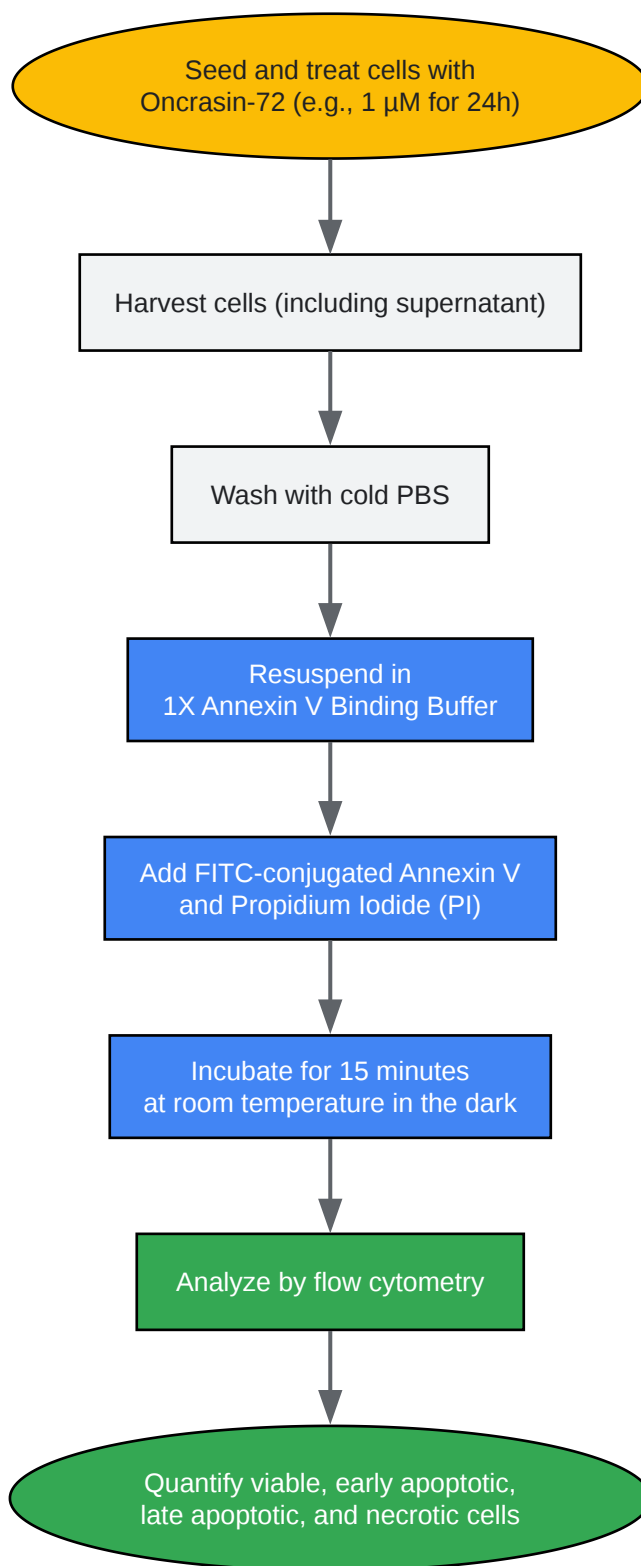 Seed and treat cells with
Oncrasin-72 (e.g., 1 µM for 24h)
Harvest cells (including supernatant)
Wash with cold PBS
Resuspend in
1X Annexin V Binding Buffer
Add FITC-conjugated Annexin V
and Propidium Iodide (PI)
Incubate for 15 minutes
at room temperature in the dark
Analyze by flow cytometry
Quantify viable, early apoptotic,
late apoptotic, and necrotic cells